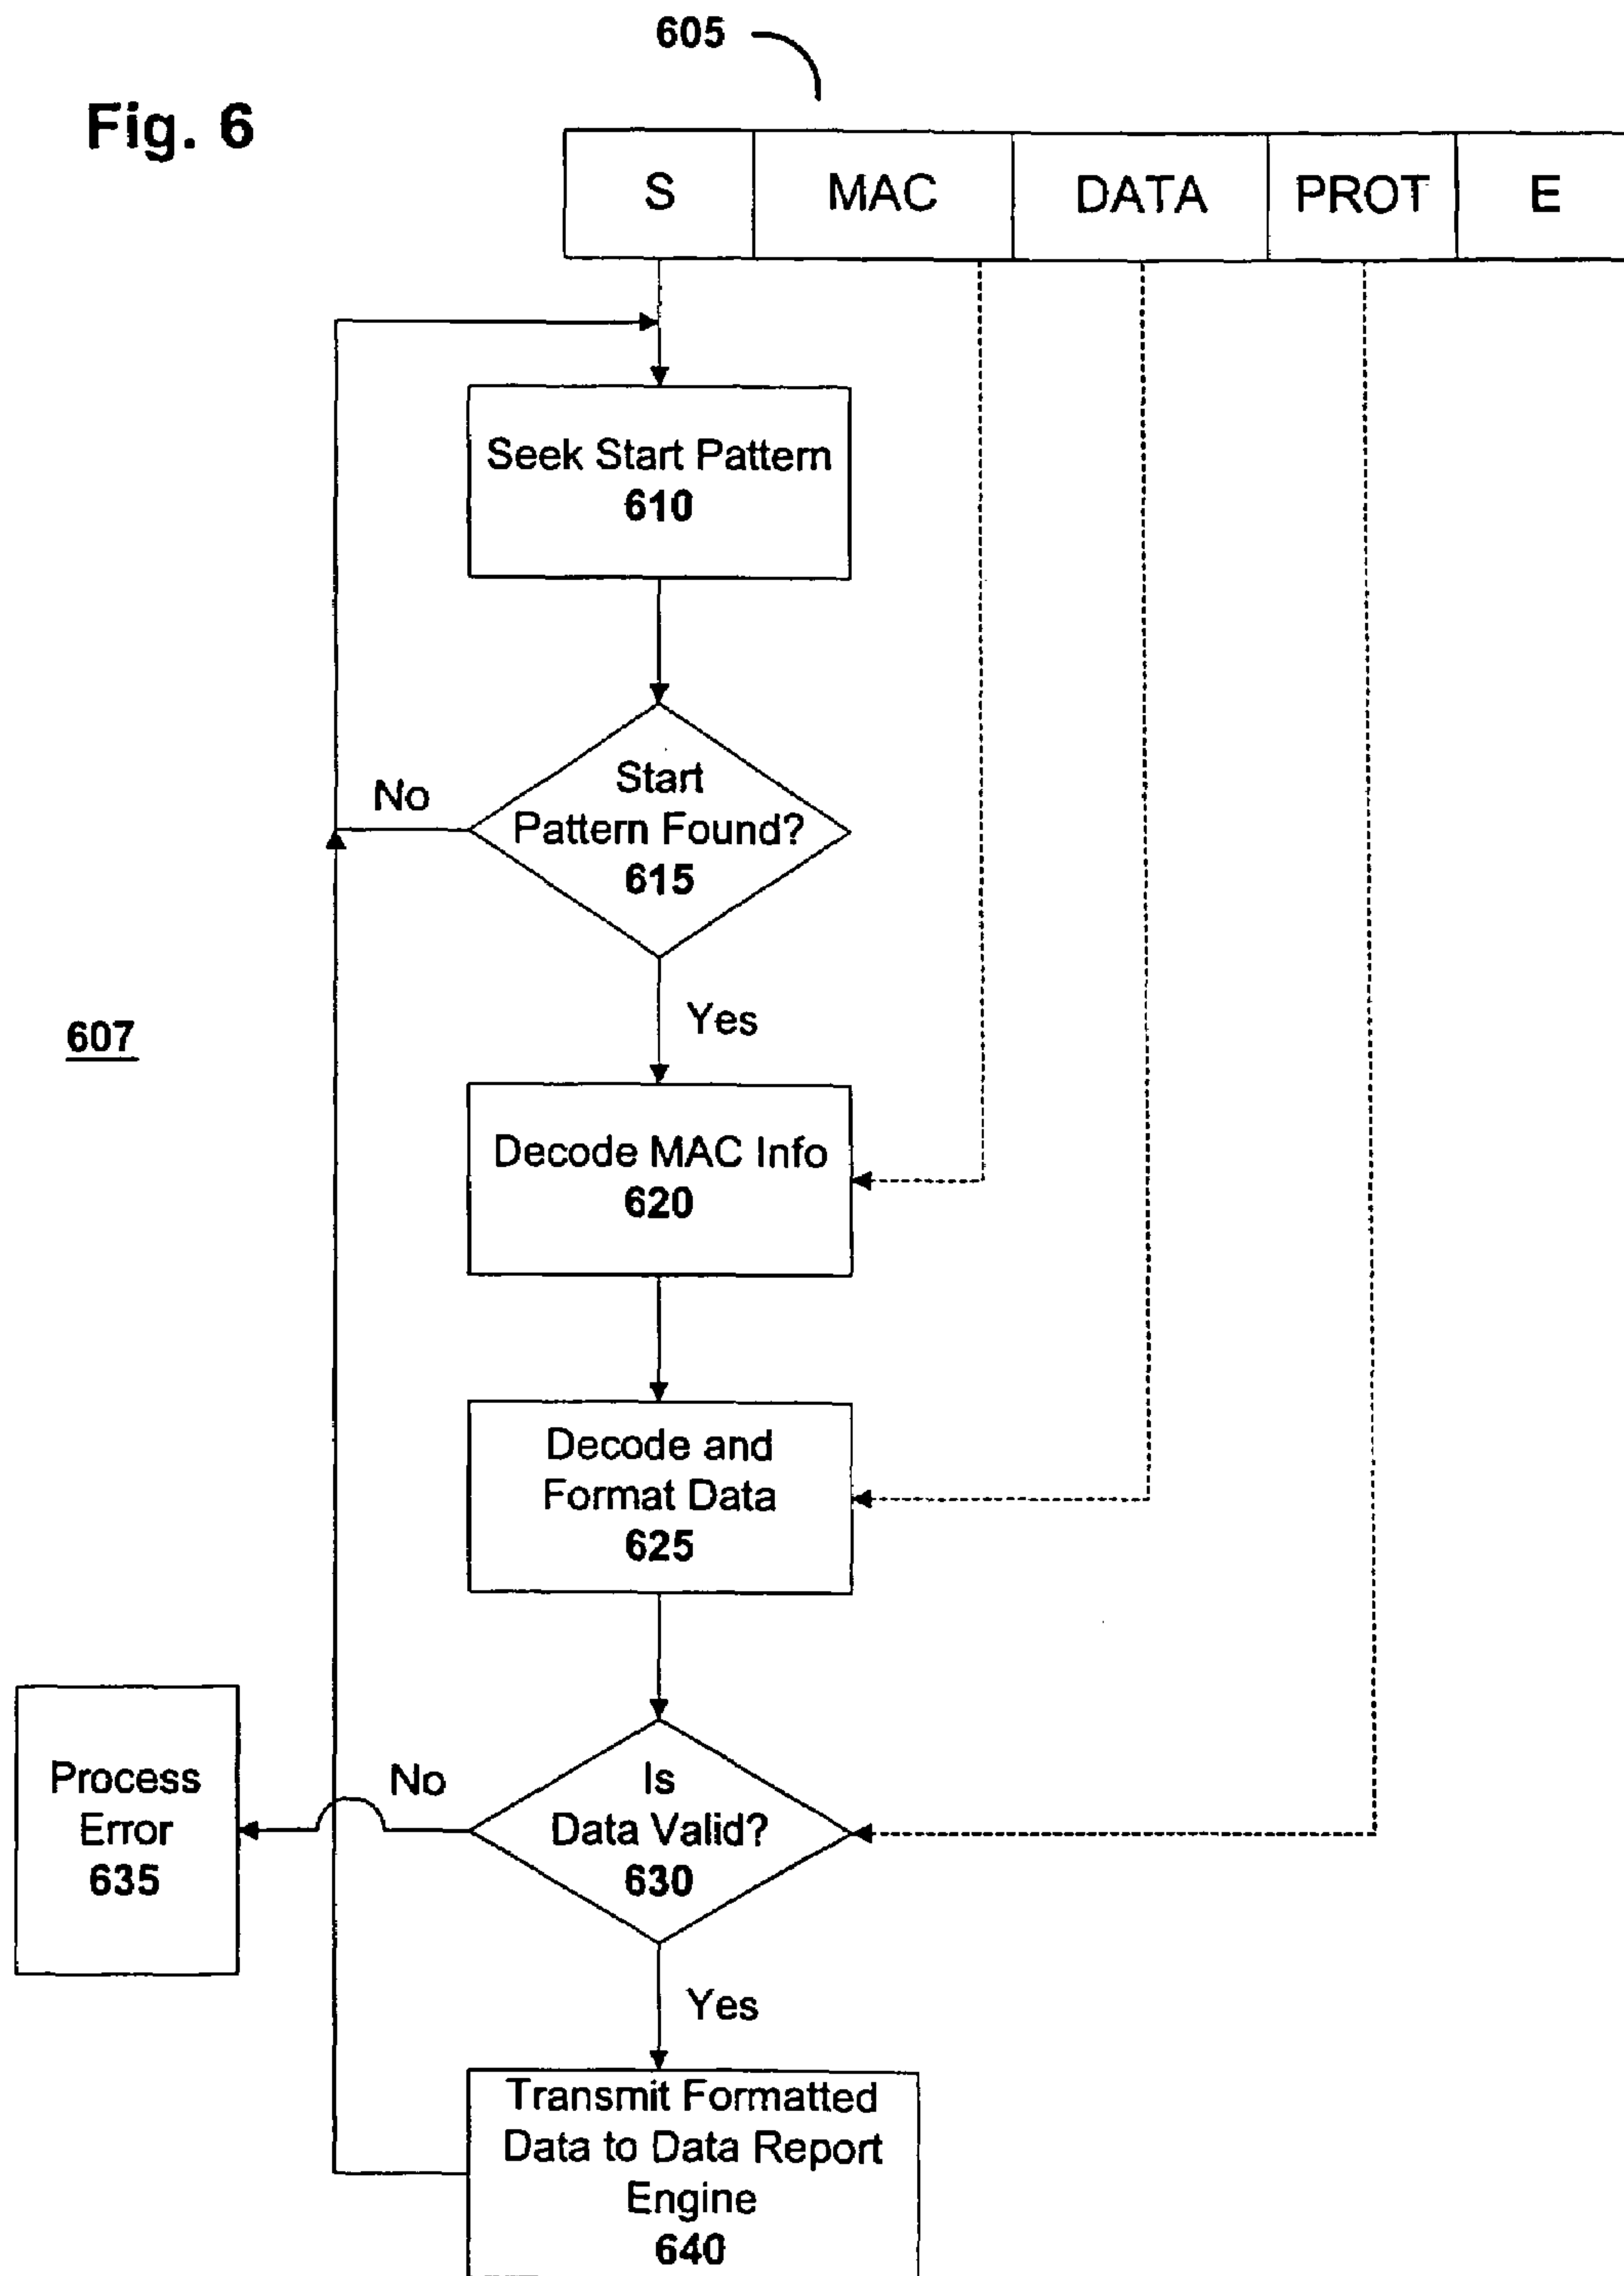 605
Fig. 6
S MAC DATA PROT E
Seek Start Pattern
610
Start
Pattern Found?
615
No
Yes
607
Decode MAC Info
620
Decode and
Format Data
625
Process
Error
635
No
Is
Data Valid?
630
Yes
Transmit Formatted
Data to Data Report
Engine
640